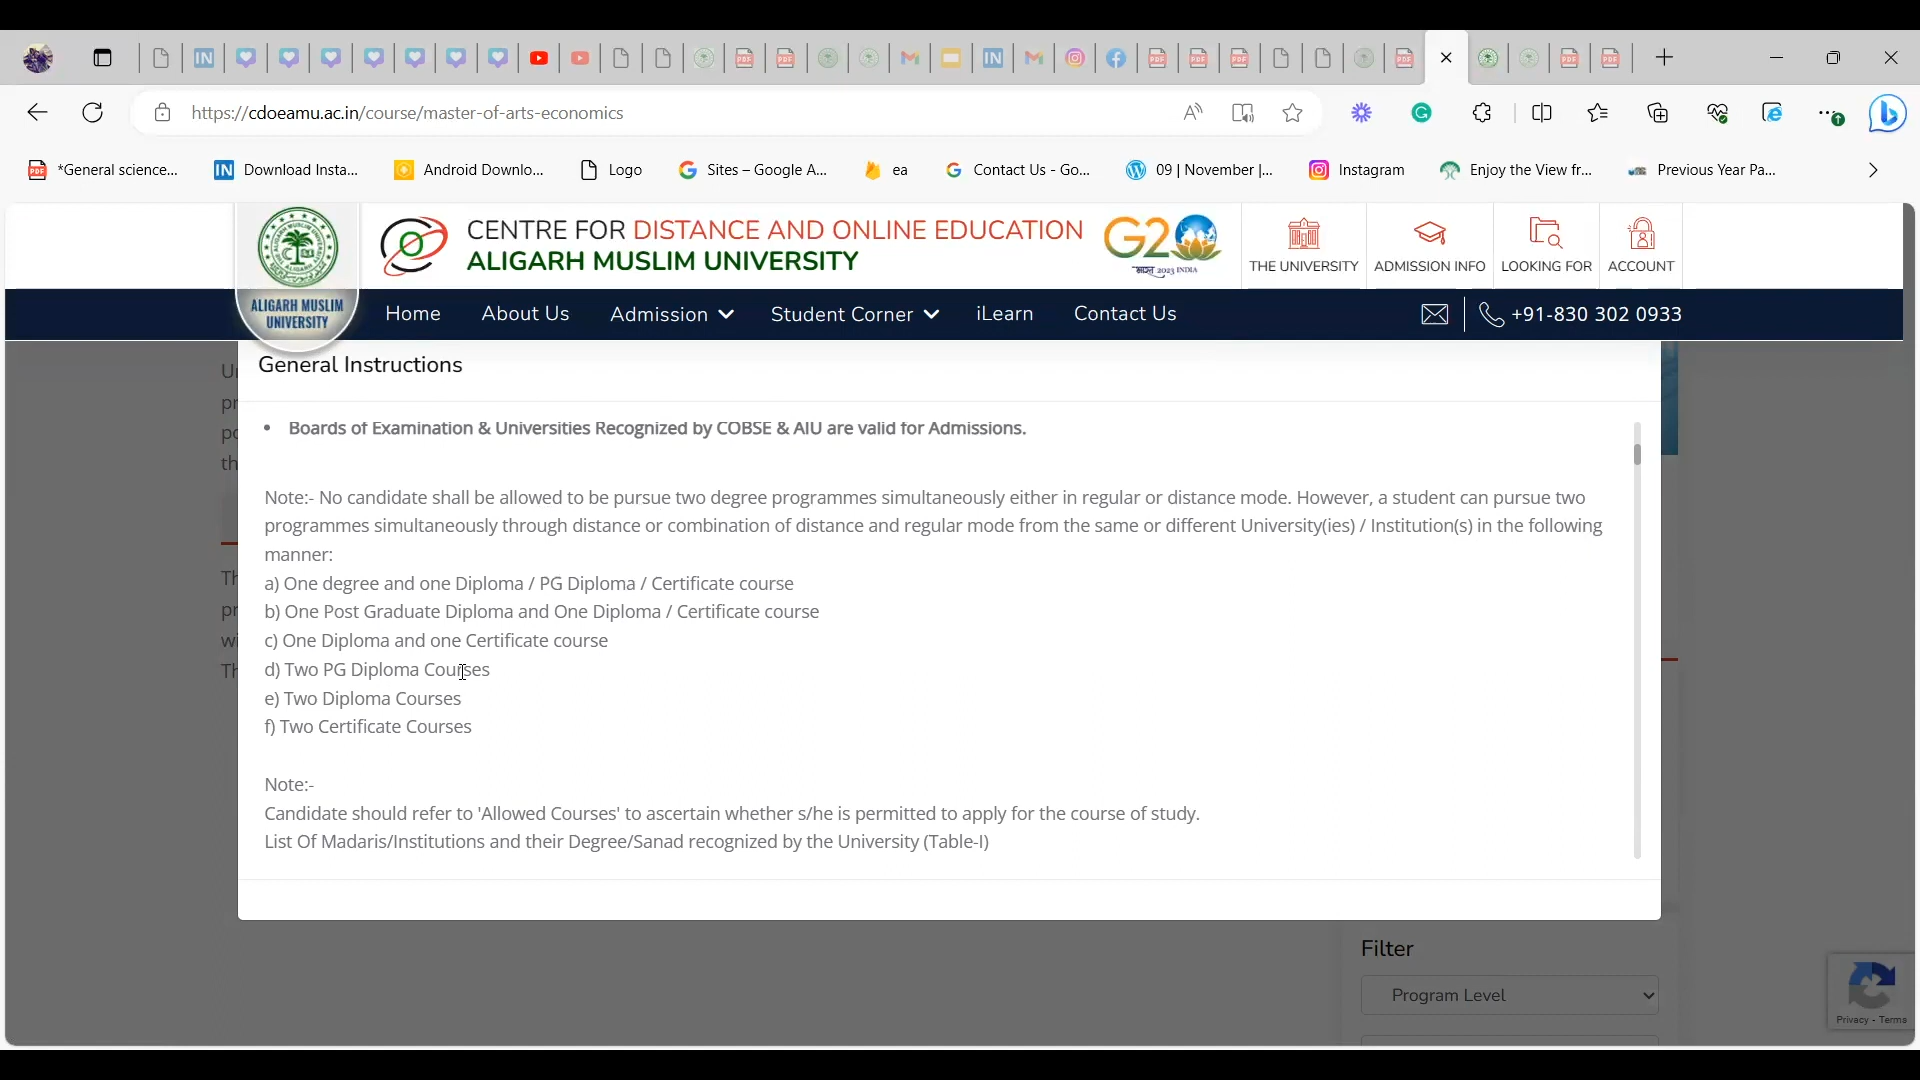 https://cdoeamu.ac.in/course/master-of-arts-economics
*General science...
Download Insta...
Android Downlo...
Logo
Sites – Google A...
ea
Contact Us - Go...
09 | November |...
Instagram
Enjoy the View fr...
Previous Year Pa...
CENTRE FOR DISTANCE AND ONLINE EDUCATION
ALIGARH MUSLIM UNIVERSITY
G20
2023 INDIA
THE UNIVERSITY
ADMISSION INFO
LOOKING FOR
ACCOUNT
ALIGARH MUSLIM
UNIVERSITY
Home
About Us
Admission
Student Corner
iLearn
Contact Us
+91-830 302 0933
General Instructions
• Boards of Examination & Universities Recognized by COBSE & AIU are valid for Admissions.
Note:- No candidate shall be allowed to be pursue two degree programmes simultaneously either in regular or distance mode. However, a student can pursue two
programmes simultaneously through distance or combination of distance and regular mode from the same or different University(ies) / Institution(s) in the following
manner:
a) One degree and one Diploma / PG Diploma / Certificate course
b) One Post Graduate Diploma and One Diploma / Certificate course
c) One Diploma and one Certificate course
d) Two PG Diploma Courses
e) Two Diploma Courses
f) Two Certificate Courses
Note:-
Candidate should refer to 'Allowed Courses' to ascertain whether s/he is permitted to apply for the course of study.
List Of Madaris/Institutions and their Degree/Sanad recognized by the University (Table-I)
Filter
Program Level
Privacy - Terms